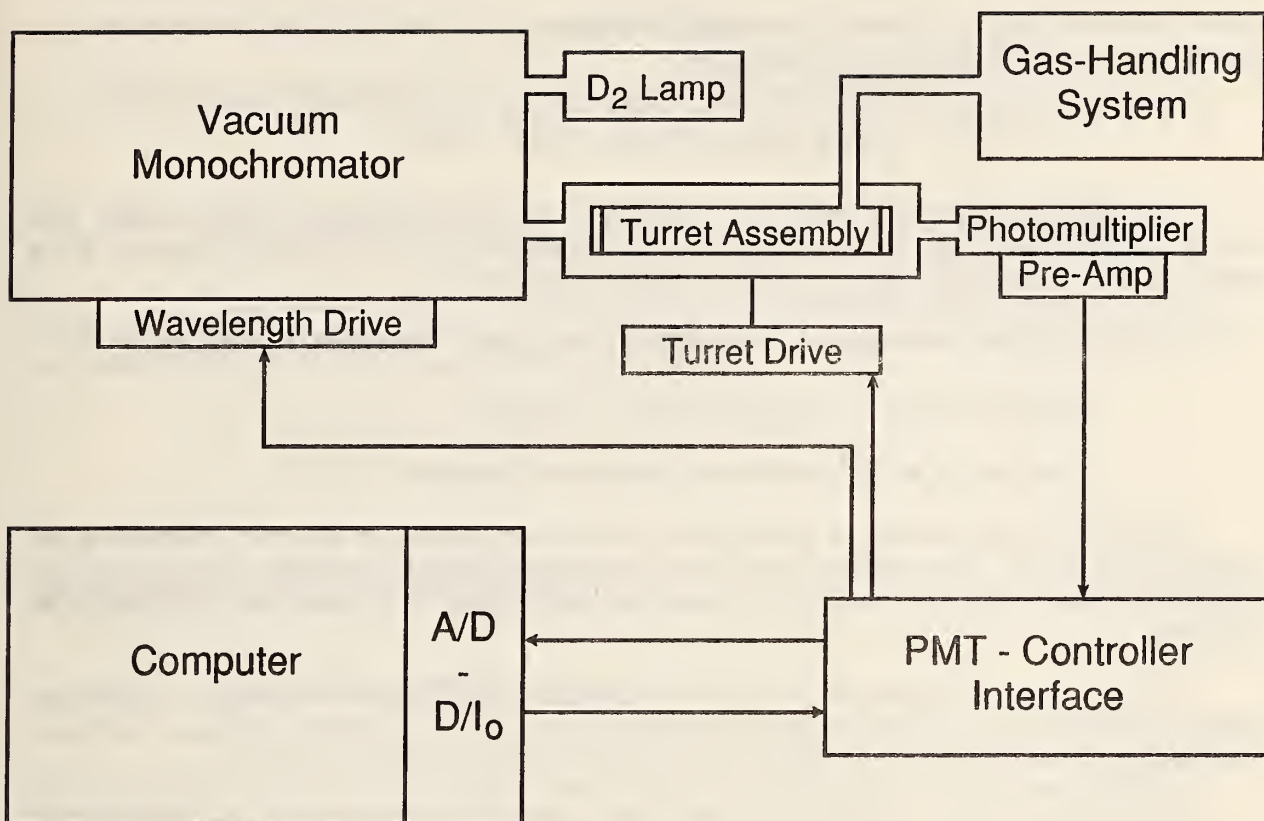 Vacuum
Monochromator
D₂ Lamp
Gas-Handling
System
Turret Assembly
Photomultiplier
Pre-Amp
Wavelength Drive
Turret Drive
Computer
A/D
-
D/I₀
PMT - Controller
Interface